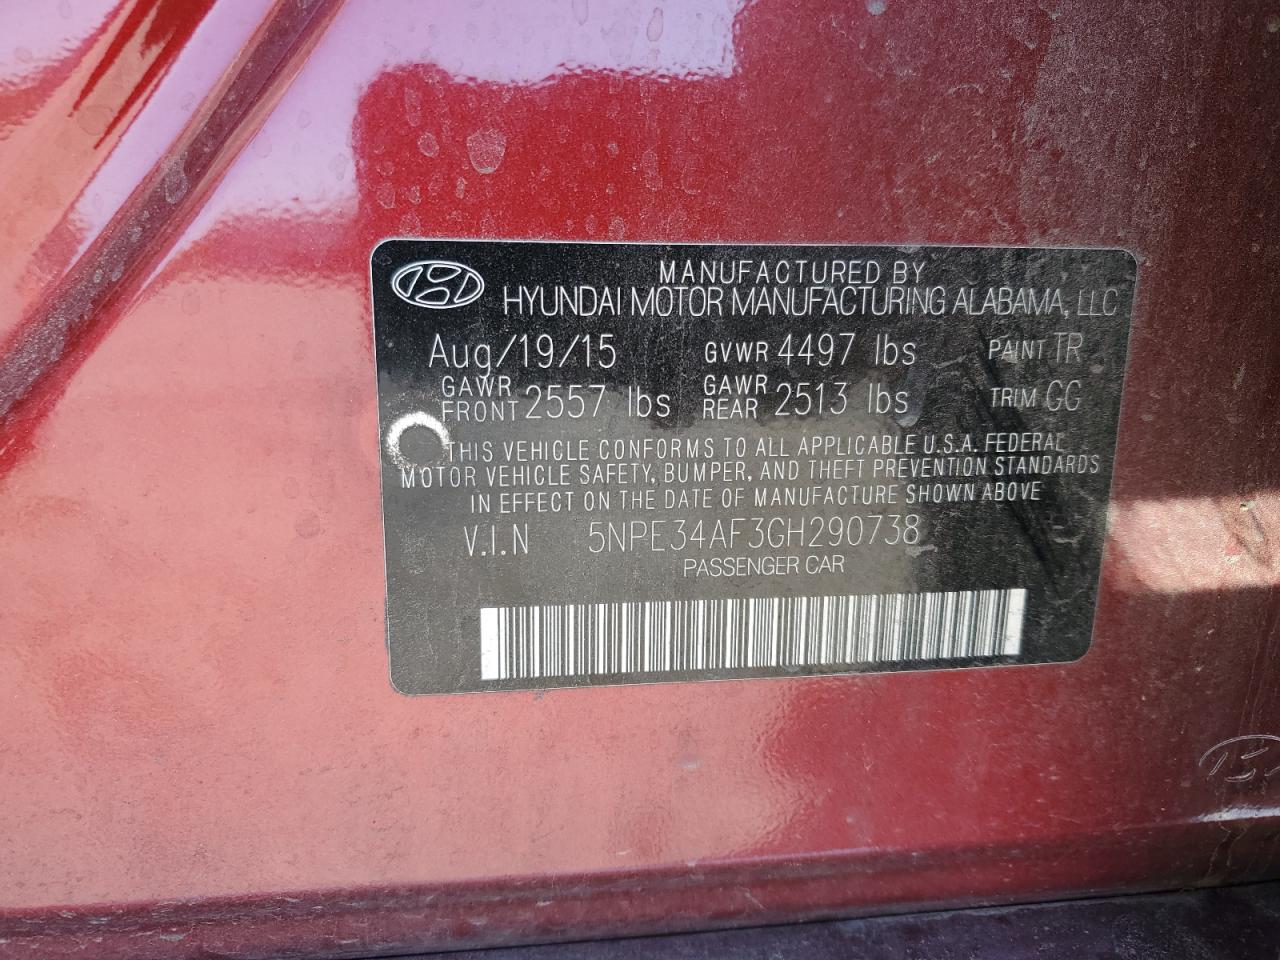 MANUFACTURED BY
HYUNDAI MOTOR MANUFACTURING ALABAMA, LLC
Aug/19/15 GVWR 4497 lbs PAINT TR
GAWR FRONT 2557 lbs GAWR REAR 2513 lbs TRIM GG
THIS VEHICLE CONFORMS TO ALL APPLICABLE U.S.A. FEDERAL
MOTOR VEHICLE SAFETY, BUMPER, AND THEFT PREVENTION STANDARDS
IN EFFECT ON THE DATE OF MANUFACTURE SHOWN ABOVE
V.I.N 5NPE34AF3GH290738
PASSENGER CAR